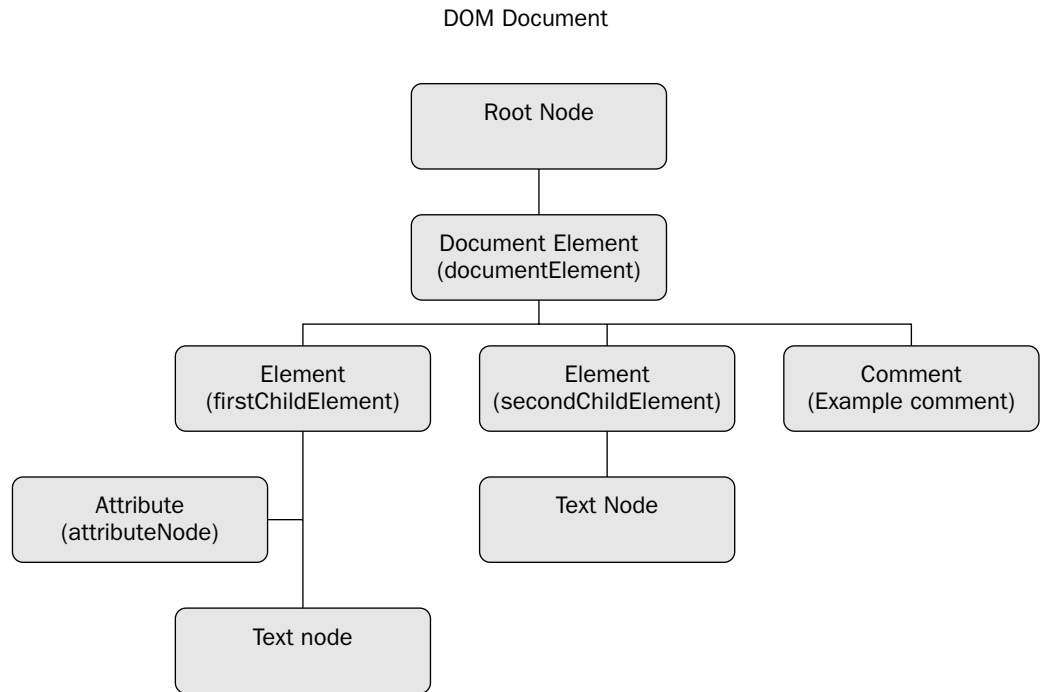 DOM Document
Root Node
Document Element
(documentElement)
Element
(firstChildElement)
Element
(secondChildElement)
Comment
(Example comment)
Attribute
(attributeNode)
Text Node
Text node